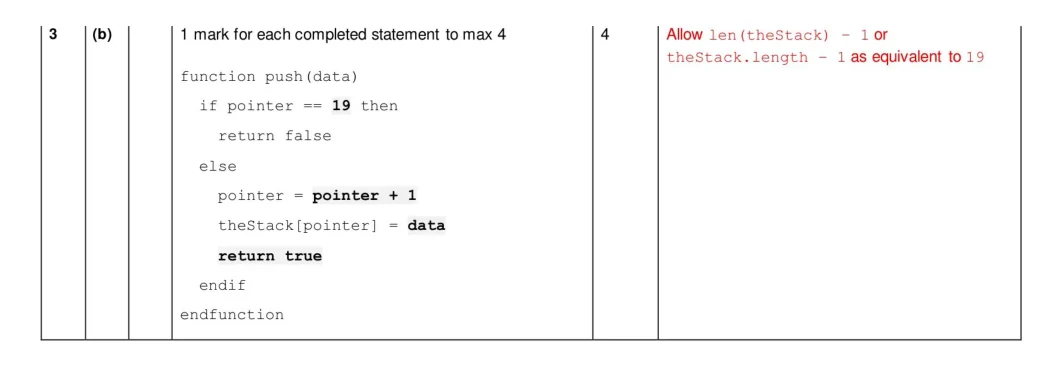 3 (b) 1 mark for each completed statement to max 4 4 Allow len(theStack) – 1 or
theStack.length – 1 as equivalent to 19
function push(data)
if pointer == 19 then
return false
else
pointer = pointer + 1
theStack[pointer] = data
return true
endif
endfunction